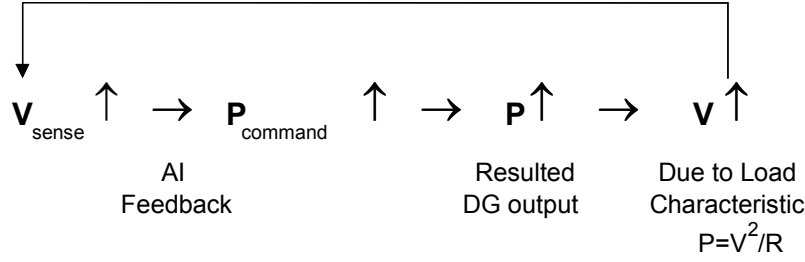 V_sense ↑ → P_command ↑ → P ↑ → V ↑
AI Resulted Due to Load
Feedback DG output Characteristic
P=V²/R